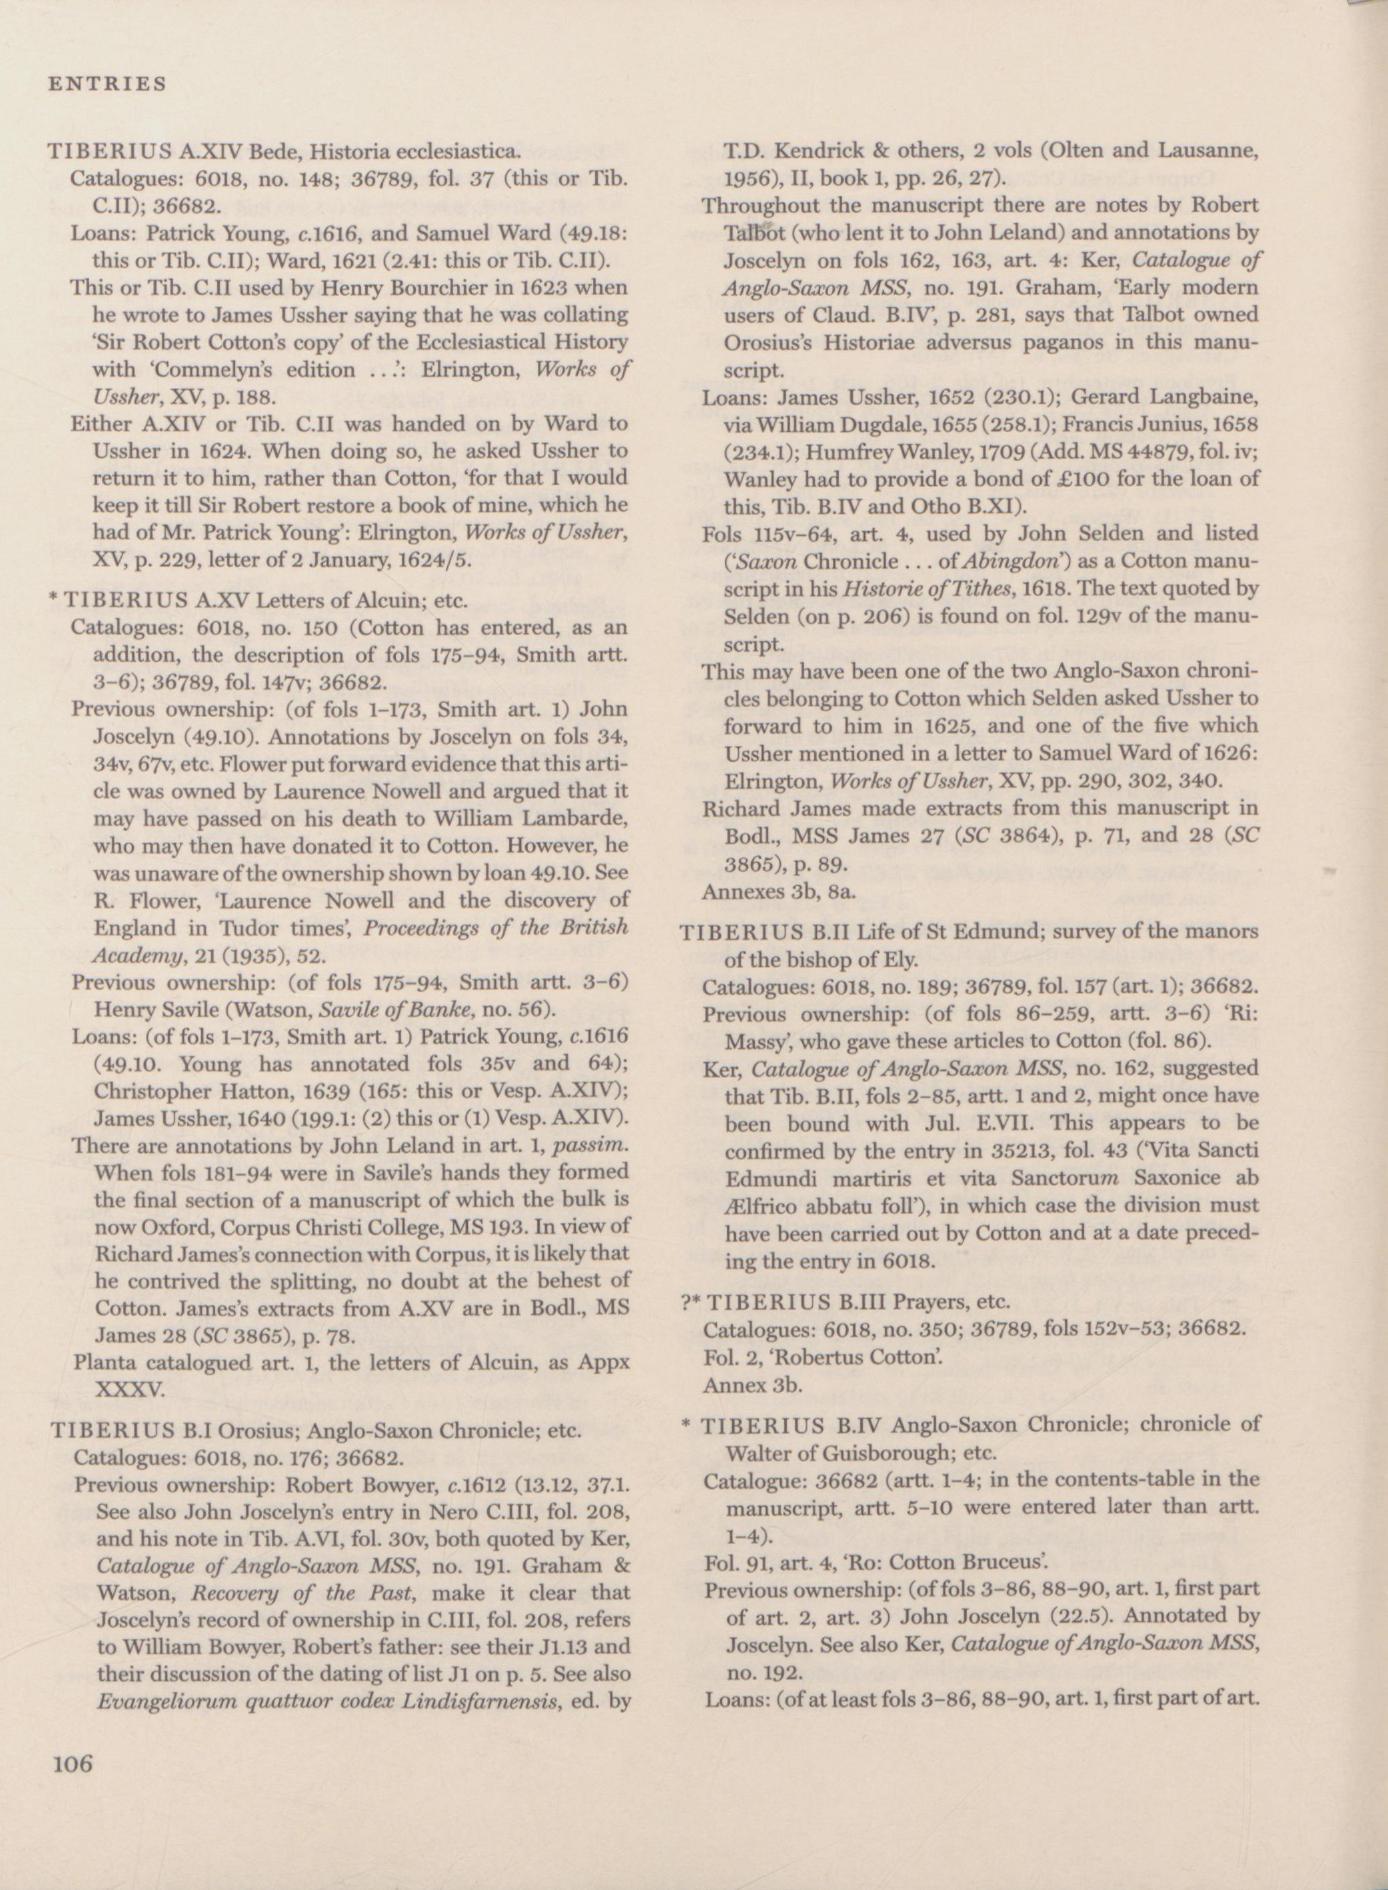 ENTRIES
TIBERIUS A.XIV Bede, Historia ecclesiastica.
Catalogues: 6018, no. 148; 36789, fol. 37 (this or Tib.
C.II); 36682.
Loans: Patrick Young, c.1616, and Samuel Ward (49.18:
this or Tib. C.II); Ward, 1621 (2.41: this or Tib. C.II).
This or Tib. C.II used by Henry Bourchier in 1623 when
he wrote to James Ussher saying that he was collating
‘Sir Robert Cotton’s copy’ of the Ecclesiastical History
with ‘Commelyn’s edition . . .’: Elrington, Works of
Ussher, XV, p. 188.
Either A.XIV or Tib. C.II was handed on by Ward to
Ussher in 1624. When doing so, he asked Ussher to
return it to him, rather than Cotton, ‘for that I would
keep it till Sir Robert restore a book of mine, which he
had of Mr. Patrick Young’: Elrington, Works of Ussher,
XV, p. 229, letter of 2 January, 1624/5.
* TIBERIUS A.XV Letters of Alcuin; etc.
Catalogues: 6018, no. 150 (Cotton has entered, as an
addition, the description of fols 175–94, Smith artt.
3–6); 36789, fol. 147v; 36682.
Previous ownership: (of fols 1–173, Smith art. 1) John
Joscelyn (49.10). Annotations by Joscelyn on fols 34,
34v, 67v, etc. Flower put forward evidence that this arti-
cle was owned by Laurence Nowell and argued that it
may have passed on his death to William Lambarde,
who may then have donated it to Cotton. However, he
was unaware of the ownership shown by loan 49.10. See
R. Flower, ‘Laurence Nowell and the discovery of
England in Tudor times’, Proceedings of the British
Academy, 21 (1935), 52.
Previous ownership: (of fols 175–94, Smith artt. 3–6)
Henry Savile (Watson, Savile of Banke, no. 56).
Loans: (of fols 1–173, Smith art. 1) Patrick Young, c.1616
(49.10. Young has annotated fols 35v and 64);
Christopher Hatton, 1639 (165: this or Vesp. A.XIV);
James Ussher, 1640 (199.1: (2) this or (1) Vesp. A.XIV).
There are annotations by John Leland in art. 1, passim.
When fols 181–94 were in Savile’s hands they formed
the final section of a manuscript of which the bulk is
now Oxford, Corpus Christi College, MS 193. In view of
Richard James’s connection with Corpus, it is likely that
he contrived the splitting, no doubt at the behest of
Cotton. James’s extracts from A.XV are in Bodl., MS
James 28 (SC 3865), p. 78.
Planta catalogued art. 1, the letters of Alcuin, as Appx
XXXV.
TIBERIUS B.I Orosius; Anglo-Saxon Chronicle; etc.
Catalogues: 6018, no. 176; 36682.
Previous ownership: Robert Bowyer, c.1612 (13.12, 37.1.
See also John Joscelyn’s entry in Nero C.III, fol. 208,
and his note in Tib. A.VI, fol. 30v, both quoted by Ker,
Catalogue of Anglo-Saxon MSS, no. 191. Graham &
Watson, Recovery of the Past, make it clear that
Joscelyn’s record of ownership in C.III, fol. 208, refers
to William Bowyer, Robert’s father: see their J1.13 and
their discussion of the dating of list J1 on p. 5. See also
Evangeliorum quattuor codex Lindisfarnensis, ed. by
T.D. Kendrick & others, 2 vols (Olten and Lausanne,
1956), II, book 1, pp. 26, 27).
Throughout the manuscript there are notes by Robert
Talbot (who lent it to John Leland) and annotations by
Joscelyn on fols 162, 163, art. 4: Ker, Catalogue of
Anglo-Saxon MSS, no. 191. Graham, ‘Early modern
users of Claud. B.IV’, p. 281, says that Talbot owned
Orosius’s Historiae adversus paganos in this manu-
script.
Loans: James Ussher, 1652 (230.1); Gerard Langbaine,
via William Dugdale, 1655 (258.1); Francis Junius, 1658
(234.1); Humfrey Wanley, 1709 (Add. MS 44879, fol. iv;
Wanley had to provide a bond of £100 for the loan of
this, Tib. B.IV and Otho B.XI).
Fols 115v–64, art. 4, used by John Selden and listed
(‘Saxon Chronicle . . . of Abingdon’) as a Cotton manu-
script in his Historie of Tithes, 1618. The text quoted by
Selden (on p. 206) is found on fol. 129v of the manu-
script.
This may have been one of the two Anglo-Saxon chroni-
cles belonging to Cotton which Selden asked Ussher to
forward to him in 1625, and one of the five which
Ussher mentioned in a letter to Samuel Ward of 1626:
Elrington, Works of Ussher, XV, pp. 290, 302, 340.
Richard James made extracts from this manuscript in
Bodl., MSS James 27 (SC 3864), p. 71, and 28 (SC
3865), p. 89.
Annexes 3b, 8a.
TIBERIUS B.II Life of St Edmund; survey of the manors
of the bishop of Ely.
Catalogues: 6018, no. 189; 36789, fol. 157 (art. 1); 36682.
Previous ownership: (of fols 86–259, artt. 3–6) ‘Ri:
Massy’, who gave these articles to Cotton (fol. 86).
Ker, Catalogue of Anglo-Saxon MSS, no. 162, suggested
that Tib. B.II, fols 2–85, artt. 1 and 2, might once have
been bound with Jul. E.VII. This appears to be
confirmed by the entry in 35213, fol. 43 (‘Vita Sancti
Edmundi martiris et vita Sanctorum Saxonice ab
Ælfrico abbatu foll’), in which case the division must
have been carried out by Cotton and at a date preced-
ing the entry in 6018.
?* TIBERIUS B.III Prayers, etc.
Catalogues: 6018, no. 350; 36789, fols 152v–53; 36682.
Fol. 2, ‘Robertus Cotton’.
Annex 3b.
* TIBERIUS B.IV Anglo-Saxon Chronicle; chronicle of
Walter of Guisborough; etc.
Catalogue: 36682 (artt. 1–4; in the contents-table in the
manuscript, artt. 5–10 were entered later than artt.
1–4).
Fol. 91, art. 4, ‘Ro: Cotton Bruceus’.
Previous ownership: (of fols 3–86, 88–90, art. 1, first part
of art. 2, art. 3) John Joscelyn (22.5). Annotated by
Joscelyn. See also Ker, Catalogue of Anglo-Saxon MSS,
no. 192.
Loans: (of at least fols 3–86, 88–90, art. 1, first part of art.
106